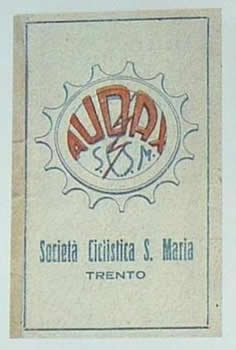 AUDAX
S. S. M.
Società Ciclistica S. Maria
TRENTO